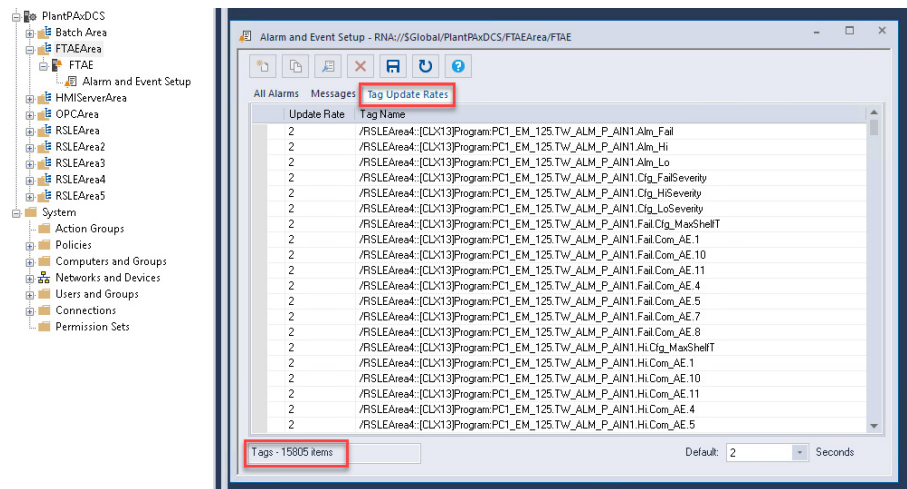 PlantPAxDCS
Batch Area
FTAEArea
FTAE
Alarm and Event Setup
HMIServerArea
OPCArea
RSLEArea
RSLEArea2
RSLEArea3
RSLEArea4
RSLEArea5
System
Action Groups
Policies
Computers and Groups
Networks and Devices
Users and Groups
Connections
Permission Sets
Alarm and Event Setup - RNA://$Global/PlantPAxDCS/FTAEArea/FTAE
All Alarms Messages Tag Update Rates
Update Rate Tag Name
2 /RSLEArea4::[CLX13]Program:PC1_EM_125.TW_ALM_P_AIN1.Alm_Fail
2 /RSLEArea4::[CLX13]Program:PC1_EM_125.TW_ALM_P_AIN1.Alm_Hi
2 /RSLEArea4::[CLX13]Program:PC1_EM_125.TW_ALM_P_AIN1.Alm_Lo
2 /RSLEArea4::[CLX13]Program:PC1_EM_125.TW_ALM_P_AIN1.Cfg_FailSeverity
2 /RSLEArea4::[CLX13]Program:PC1_EM_125.TW_ALM_P_AIN1.Cfg_HiSeverity
2 /RSLEArea4::[CLX13]Program:PC1_EM_125.TW_ALM_P_AIN1.Cfg_LoSeverity
2 /RSLEArea4::[CLX13]Program:PC1_EM_125.TW_ALM_P_AIN1.Fail.Cfg_MaxShelfT
2 /RSLEArea4::[CLX13]Program:PC1_EM_125.TW_ALM_P_AIN1.Fail.Com_AE.1
2 /RSLEArea4::[CLX13]Program:PC1_EM_125.TW_ALM_P_AIN1.Fail.Com_AE.10
2 /RSLEArea4::[CLX13]Program:PC1_EM_125.TW_ALM_P_AIN1.Fail.Com_AE.11
2 /RSLEArea4::[CLX13]Program:PC1_EM_125.TW_ALM_P_AIN1.Fail.Com_AE.4
2 /RSLEArea4::[CLX13]Program:PC1_EM_125.TW_ALM_P_AIN1.Fail.Com_AE.5
2 /RSLEArea4::[CLX13]Program:PC1_EM_125.TW_ALM_P_AIN1.Fail.Com_AE.7
2 /RSLEArea4::[CLX13]Program:PC1_EM_125.TW_ALM_P_AIN1.Fail.Com_AE.8
2 /RSLEArea4::[CLX13]Program:PC1_EM_125.TW_ALM_P_AIN1.Hi.Cfg_MaxShelfT
2 /RSLEArea4::[CLX13]Program:PC1_EM_125.TW_ALM_P_AIN1.Hi.Com_AE.1
2 /RSLEArea4::[CLX13]Program:PC1_EM_125.TW_ALM_P_AIN1.Hi.Com_AE.10
2 /RSLEArea4::[CLX13]Program:PC1_EM_125.TW_ALM_P_AIN1.Hi.Com_AE.11
2 /RSLEArea4::[CLX13]Program:PC1_EM_125.TW_ALM_P_AIN1.Hi.Com_AE.4
2 /RSLEArea4::[CLX13]Program:PC1_EM_125.TW_ALM_P_AIN1.Hi.Com_AE.5
Tags - 15805 items Default: 2 Seconds